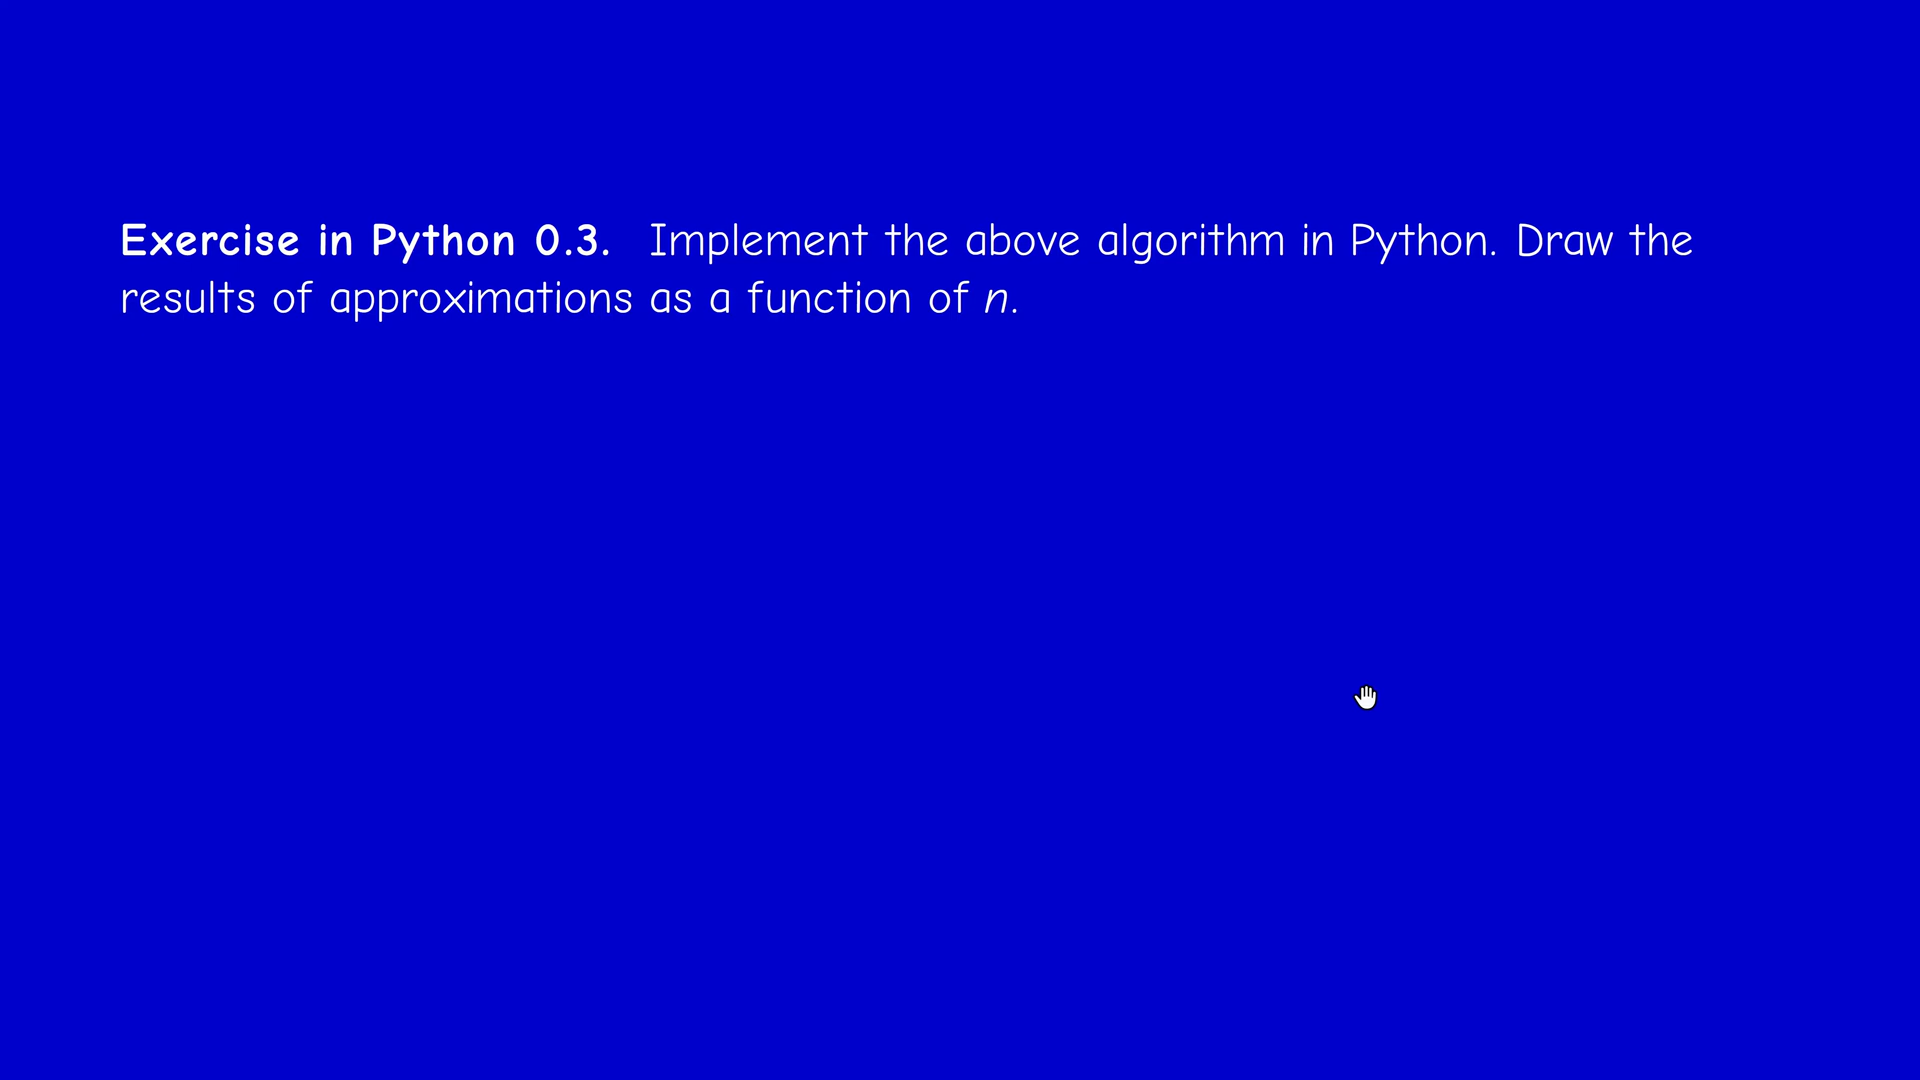 Exercise in Python 0.3. Implement the above algorithm in Python. Draw the
results of approximations as a function of n.